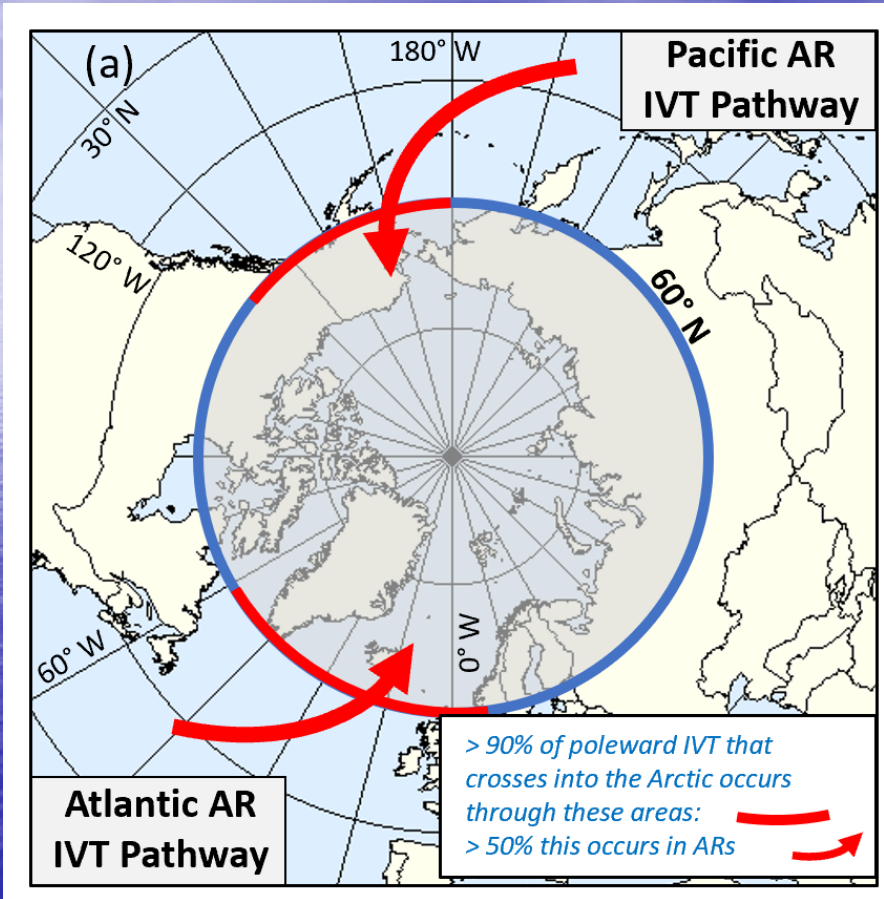 (a)
180° W
Pacific AR
IVT Pathway
30° N
120° W
60° N
0° W
60° W
Atlantic AR
IVT Pathway
> 90% of poleward IVT that
crosses into the Arctic occurs
through these areas:
> 50% this occurs in ARs